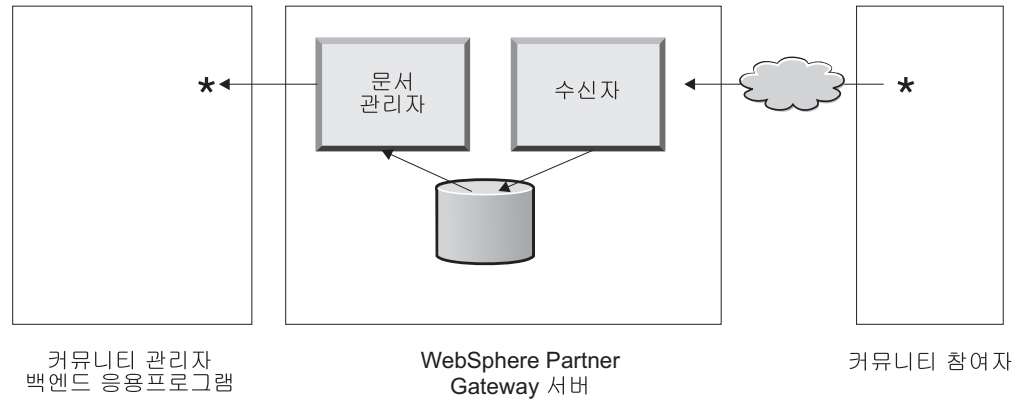 *
문서
관리자
수신자
*
커뮤니티 관리자
백엔드 응용프로그램
WebSphere Partner
Gateway 서버
커뮤니티 참여자